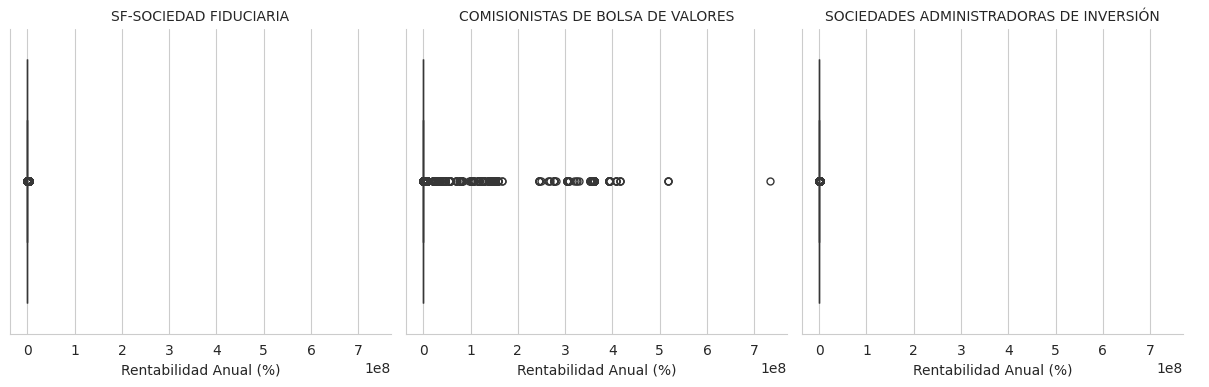 SF-SOCIEDAD FIDUCIARIA
COMISIONISTAS DE BOLSA DE VALORES
SOCIEDADES ADMINISTRADORAS DE INVERSIÓN
0 1 2 3 4 5 6 7
1e8
Rentabilidad Anual (%)
0 1 2 3 4 5 6 7
1e8
Rentabilidad Anual (%)
0 1 2 3 4 5 6 7
1e8
Rentabilidad Anual (%)